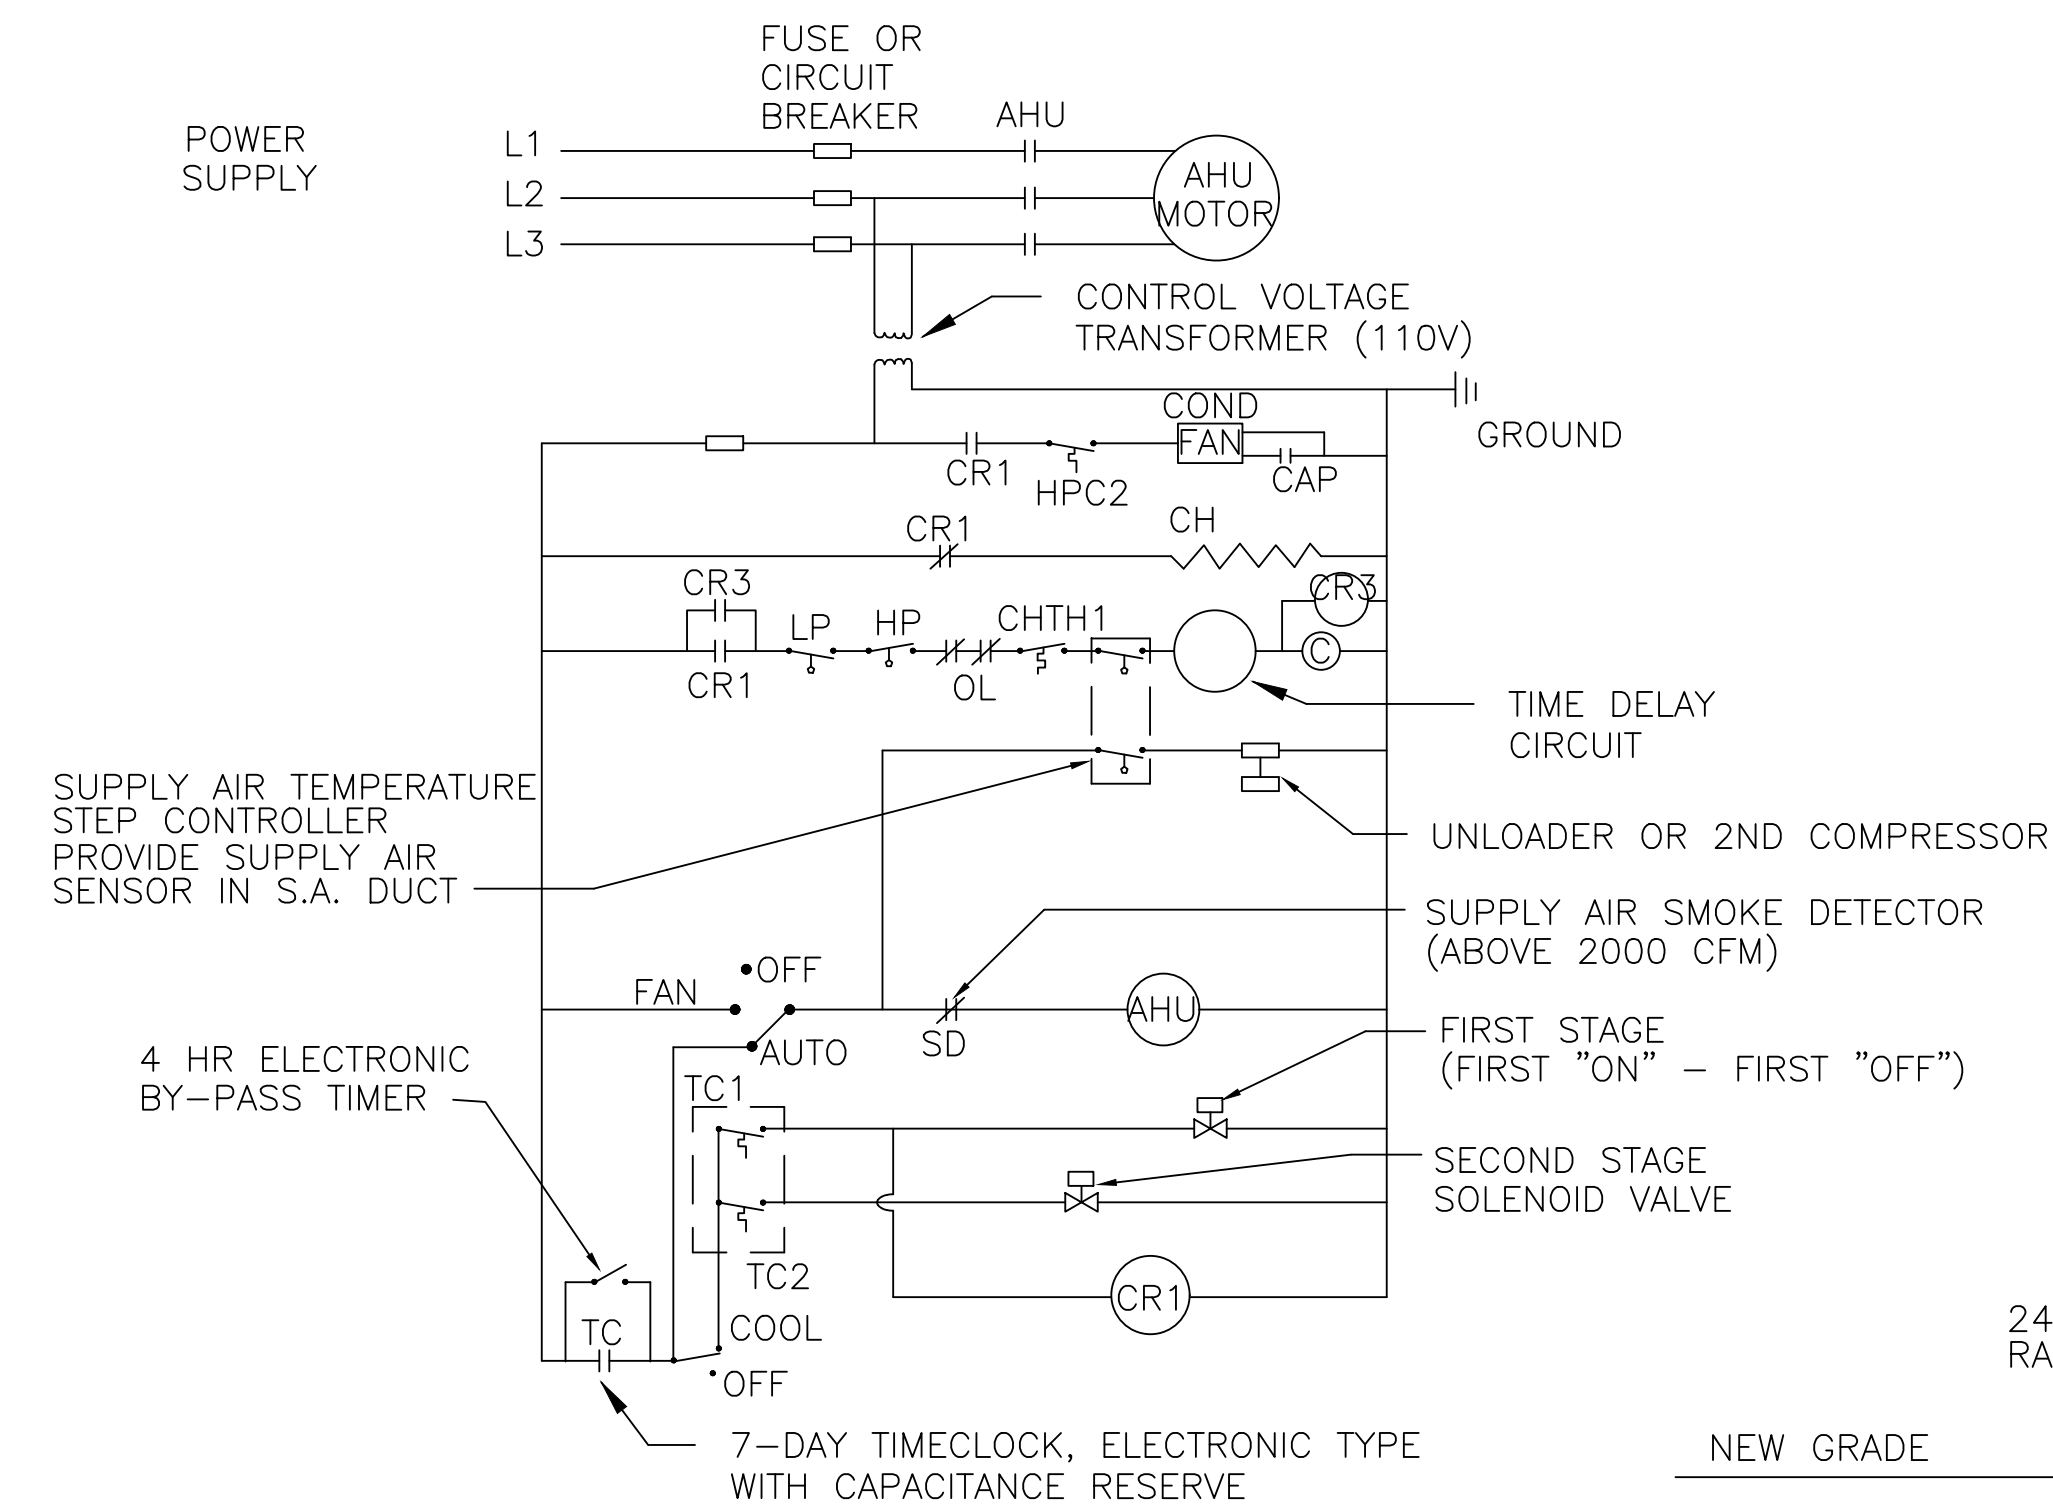 FUSE OR
CIRCUIT
BREAKER
AHU
POWER
SUPPLY
L1
L2
L3
AHU
MOTOR
CONTROL VOLTAGE
TRANSFORMER (110V)
COND
FAN
GROUND
CR1
HPC2
CAP
CR1
CH
CR3
CR3
LP
HP
CHTH1
C
CR1
OL
TIME DELAY
CIRCUIT
SUPPLY AIR TEMPERATURE
STEP CONTROLLER
PROVIDE SUPPLY AIR
SENSOR IN S.A. DUCT
UNLOADER OR 2ND COMPRESSOR
SUPPLY AIR SMOKE DETECTOR
(ABOVE 2000 CFM)
OFF
FAN
AHU
SD
AUTO
FIRST STAGE
(FIRST "ON" – FIRST "OFF")
4 HR ELECTRONIC
BY-PASS TIMER
TC1
SECOND STAGE
SOLENOID VALVE
TC2
CR1
TC
COOL
OFF
24
RA
7-DAY TIMECLOCK, ELECTRONIC TYPE
WITH CAPACITANCE RESERVE
NEW GRADE